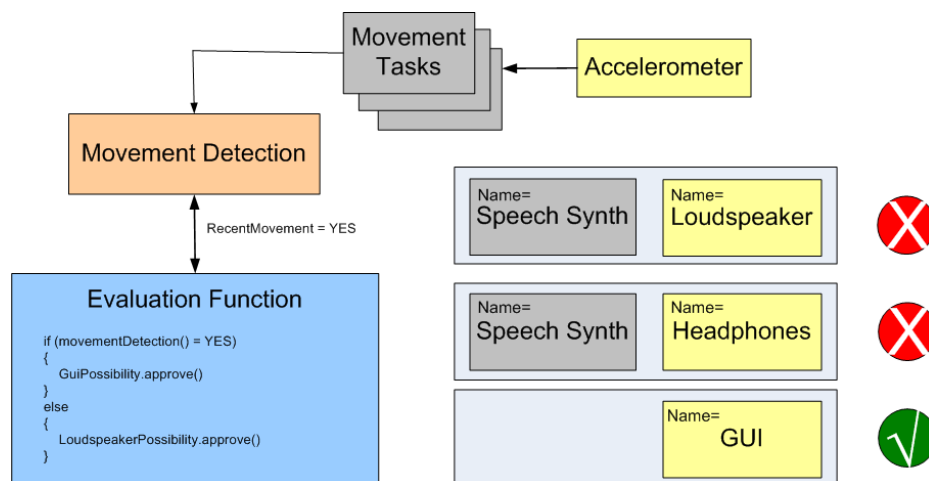 Movement
Tasks
Accelerometer
Movement Detection
RecentMovement = YES
Evaluation Function
if (movementDetection() = YES)
{
GuiPossibility.approve()
}
else
{
LoudspeakerPossibility.approve()
}
Name=
Speech Synth
Name=
Loudspeaker
X
Name=
Speech Synth
Name=
Headphones
X
Name=
GUI
√